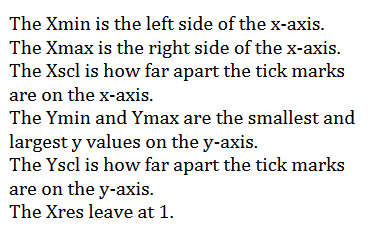 The Xmin is the left side of the x-axis.
The Xmax is the right side of the x-axis.
The Xscl is how far apart the tick marks
are on the x-axis.
The Ymin and Ymax are the smallest and
largest y values on the y-axis.
The Yscl is how far apart the tick marks
are on the y-axis.
The Xres leave at 1.